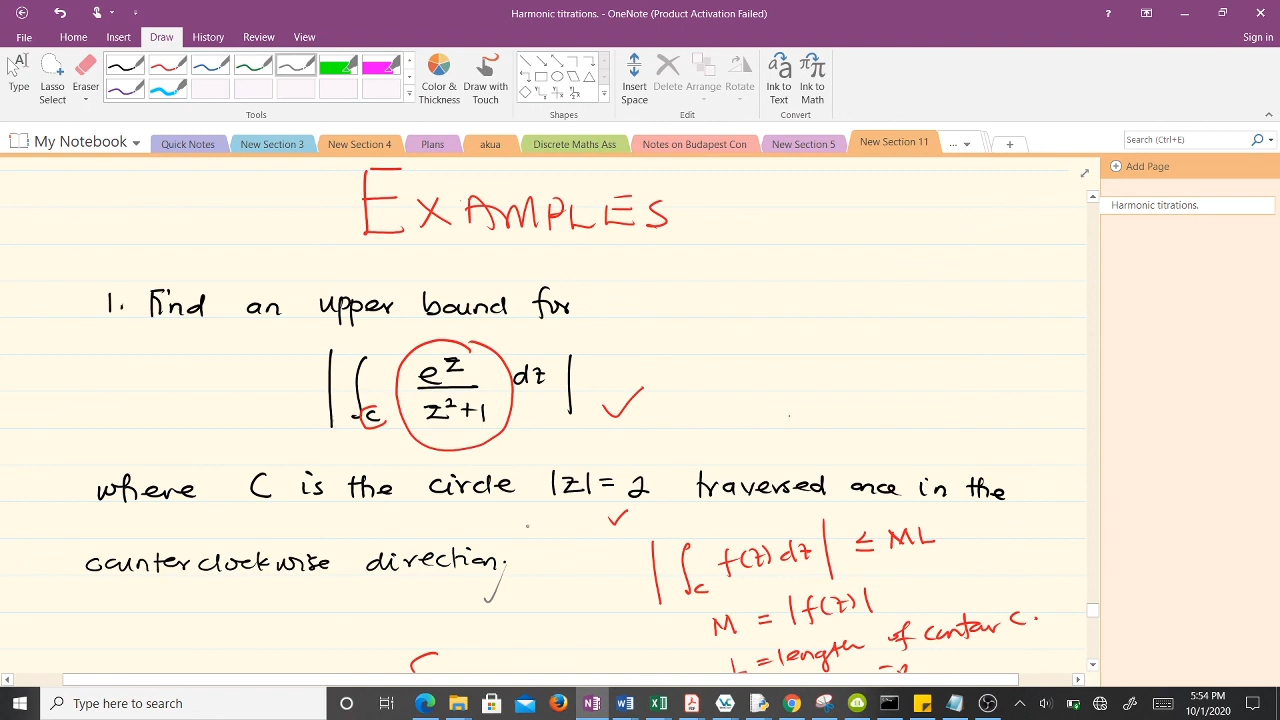 Harmonic titrations. - OneNote (Product Activation Failed)
? Sign in
File Home Insert Draw History Review View
Type Lasso Select Eraser Color & Thickness Draw with Touch Insert Space Delete Arrange Rotate Ink to Text Ink to Math
Tools Shapes Edit Convert
My Notebook Quick Notes New Section 3 New Section 4 Plans akua Discrete Maths Ass Notes on Budapest Con New Section 5 New Section 11 ... + Search (Ctrl+E)
Add Page
Harmonic titrations.
EXAMPLES
1. Find an upper bound for
| ∫_C e^z / (z²+1) dz |
where C is the circle |z| = 2 traversed once in the
counterclockwise direction.
| ∫_C f(z) dz | ≤ ML
M = |f(z)|
L = length of contour C.
Type here to search
5:54 PM
10/1/2020